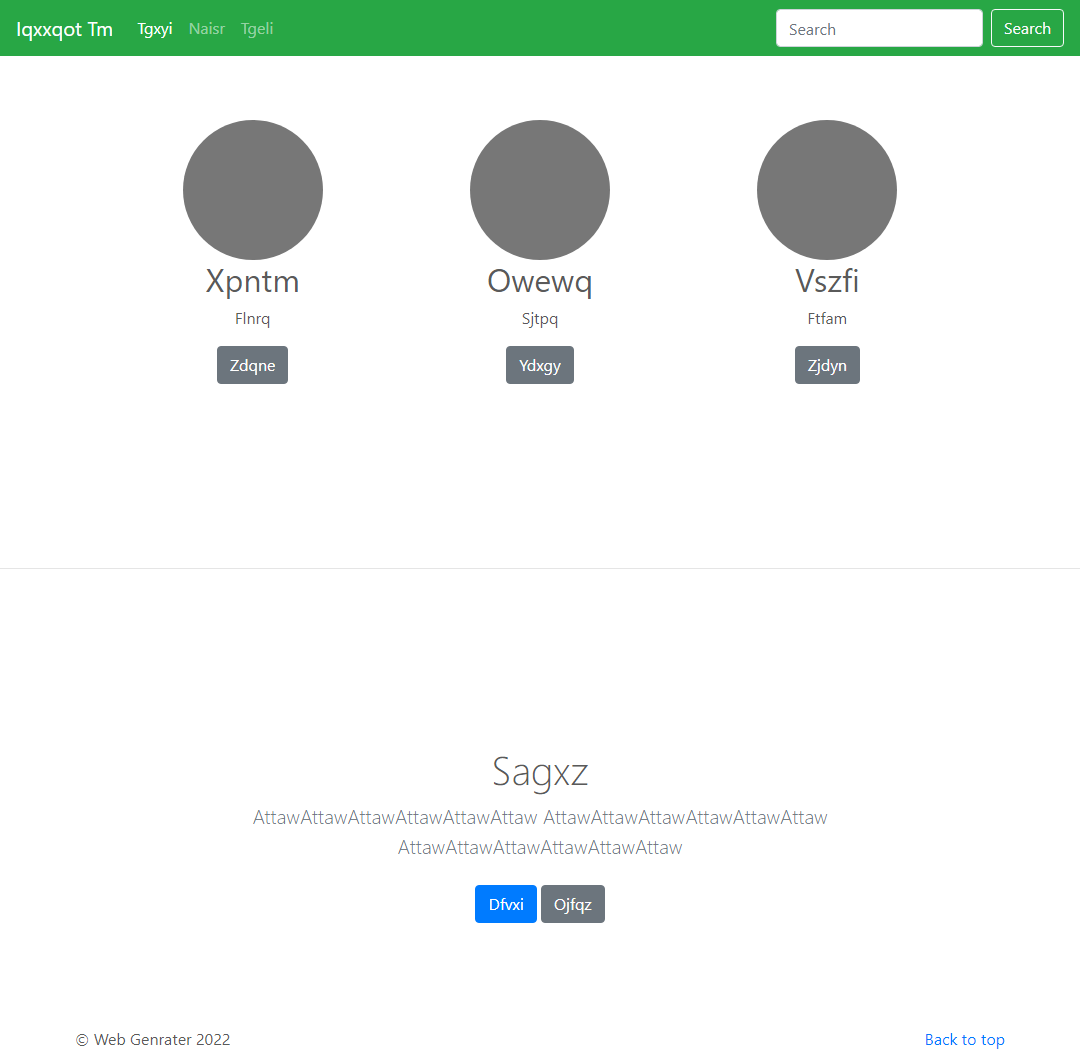 Iqxxqot Tm Tgxyi Naisr Tgeli Search Search
Xpntm Owewq Vszfi
Flnrq Sjtpq Ftfam
Zdqne Ydxgy Zjdyn
Sagxz
AttawAttawAttawAttawAttawAttaw AttawAttawAttawAttawAttawAttaw
AttawAttawAttawAttawAttawAttaw
Dfvxi Ojfqz
© Web Genrater 2022 Back to top